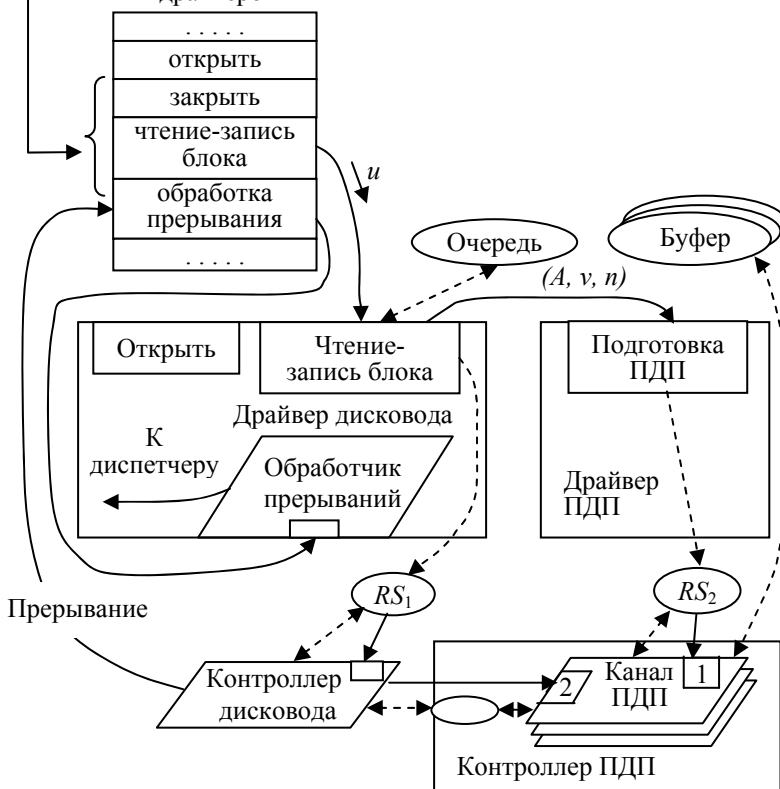 . . . . .
открыть
закрыть
чтение-запись
блока
u
обработка
прерывания
. . . . .
Очередь
Буфер
(A, v, n)
Открыть
Чтение-
запись блока
Подготовка
ПДП
Драйвер дисковода
К
диспетчеру
Обработчик
прерываний
Драйвер
ПДП
Прерывание
RS1
RS2
Контроллер
дисковода
2
Канал
ПДП
1
Контроллер ПДП